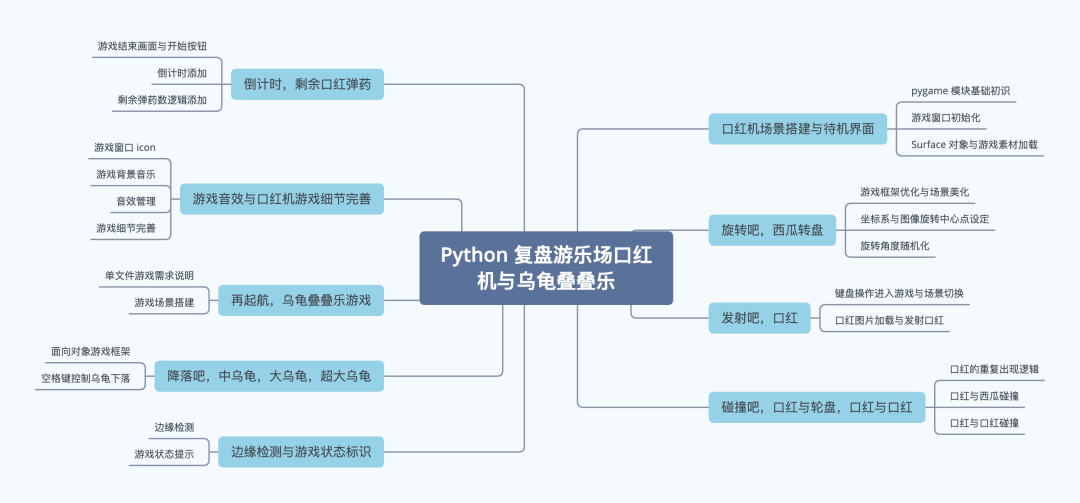 Python 复盘游乐场口红
机与乌龟叠叠乐
口红机场景搭建与待机界面
pygame 模块基础初识
游戏窗口初始化
Surface 对象与游戏素材加载
旋转吧，西瓜转盘
游戏框架优化与场景美化
坐标系与图像旋转中心点设定
旋转角度随机化
发射吧，口红
键盘操作进入游戏与场景切换
口红图片加载与发射口红
碰撞吧，口红与轮盘，口红与口红
口红的重复出现逻辑
口红与西瓜碰撞
口红与口红碰撞
倒计时，剩余口红弹药
游戏结束画面与开始按钮
倒计时添加
剩余弹药数逻辑添加
游戏音效与口红机游戏细节完善
游戏窗口 icon
游戏背景音乐
音效管理
游戏细节完善
再起航，乌龟叠叠乐游戏
单文件游戏需求说明
游戏场景搭建
降落吧，中乌龟，大乌龟，超大乌龟
面向对象游戏框架
空格键控制乌龟下落
边缘检测与游戏状态标识
边缘检测
游戏状态提示